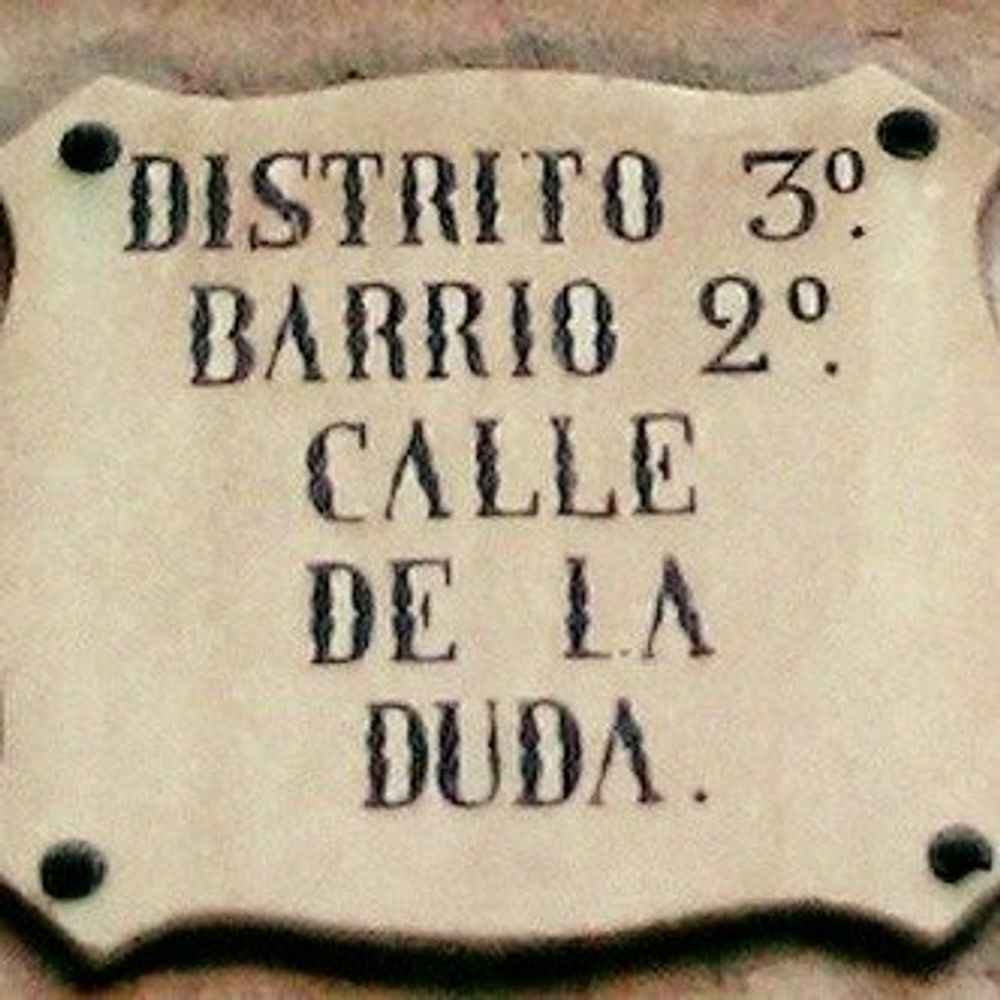 DISTRITO 3º.
BARRIO 2º.
CALLE
DE LA
DUDA.